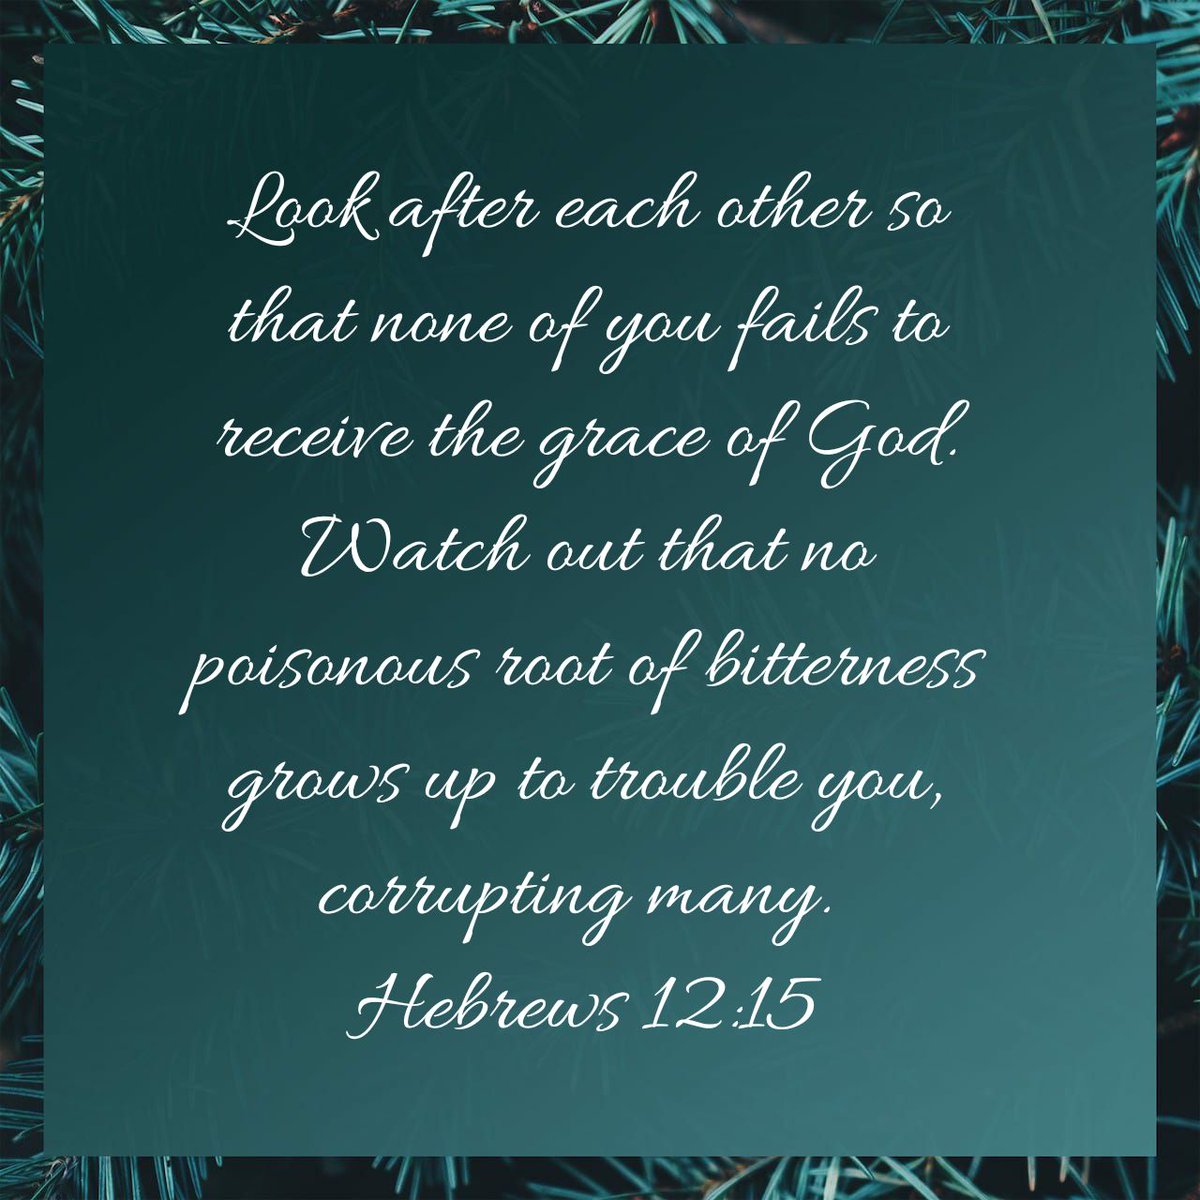 Look after each other so
that none of you fails to
receive the grace of God.
Watch out that no
poisonous root of bitterness
grows up to trouble you,
corrupting many.
Hebrews 12:15